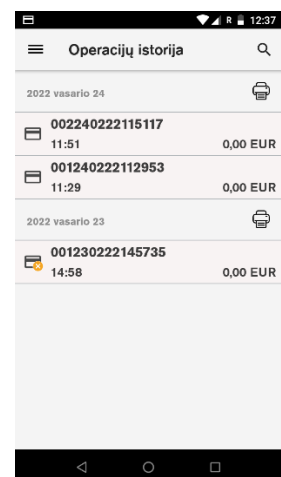 R 12:37
Operacijų istorija
2022 vasario 24
002240222115117
11:51 0,00 EUR
001240222112953
11:29 0,00 EUR
2022 vasario 23
001230222145735
14:58 0,00 EUR